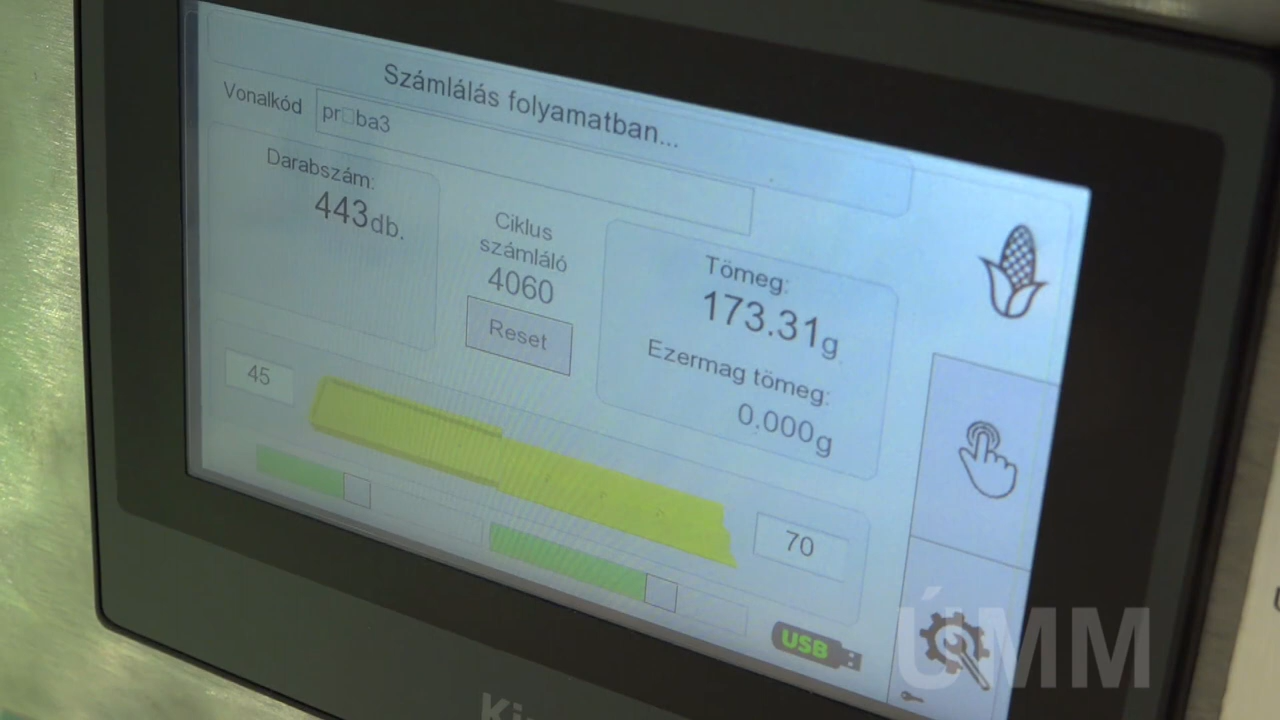 Számlálás folyamatban...
Vonalkód
pr□ba3
Darabszám:
443db.
Ciklus
számláló
4060
Reset
Tömeg:
173.31g
Ezermag tömeg:
0.000g
45
70
USB
ÚMM